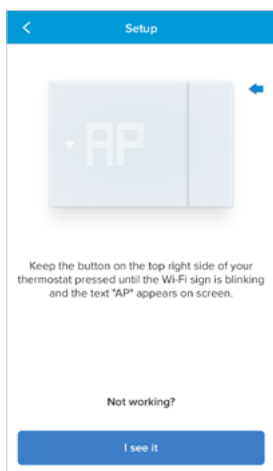 Setup
AP
Keep the button on the top right side of your
thermostat pressed until the Wi-Fi sign is blinking
and the text "AP" appears on screen.
Not working?
I see it